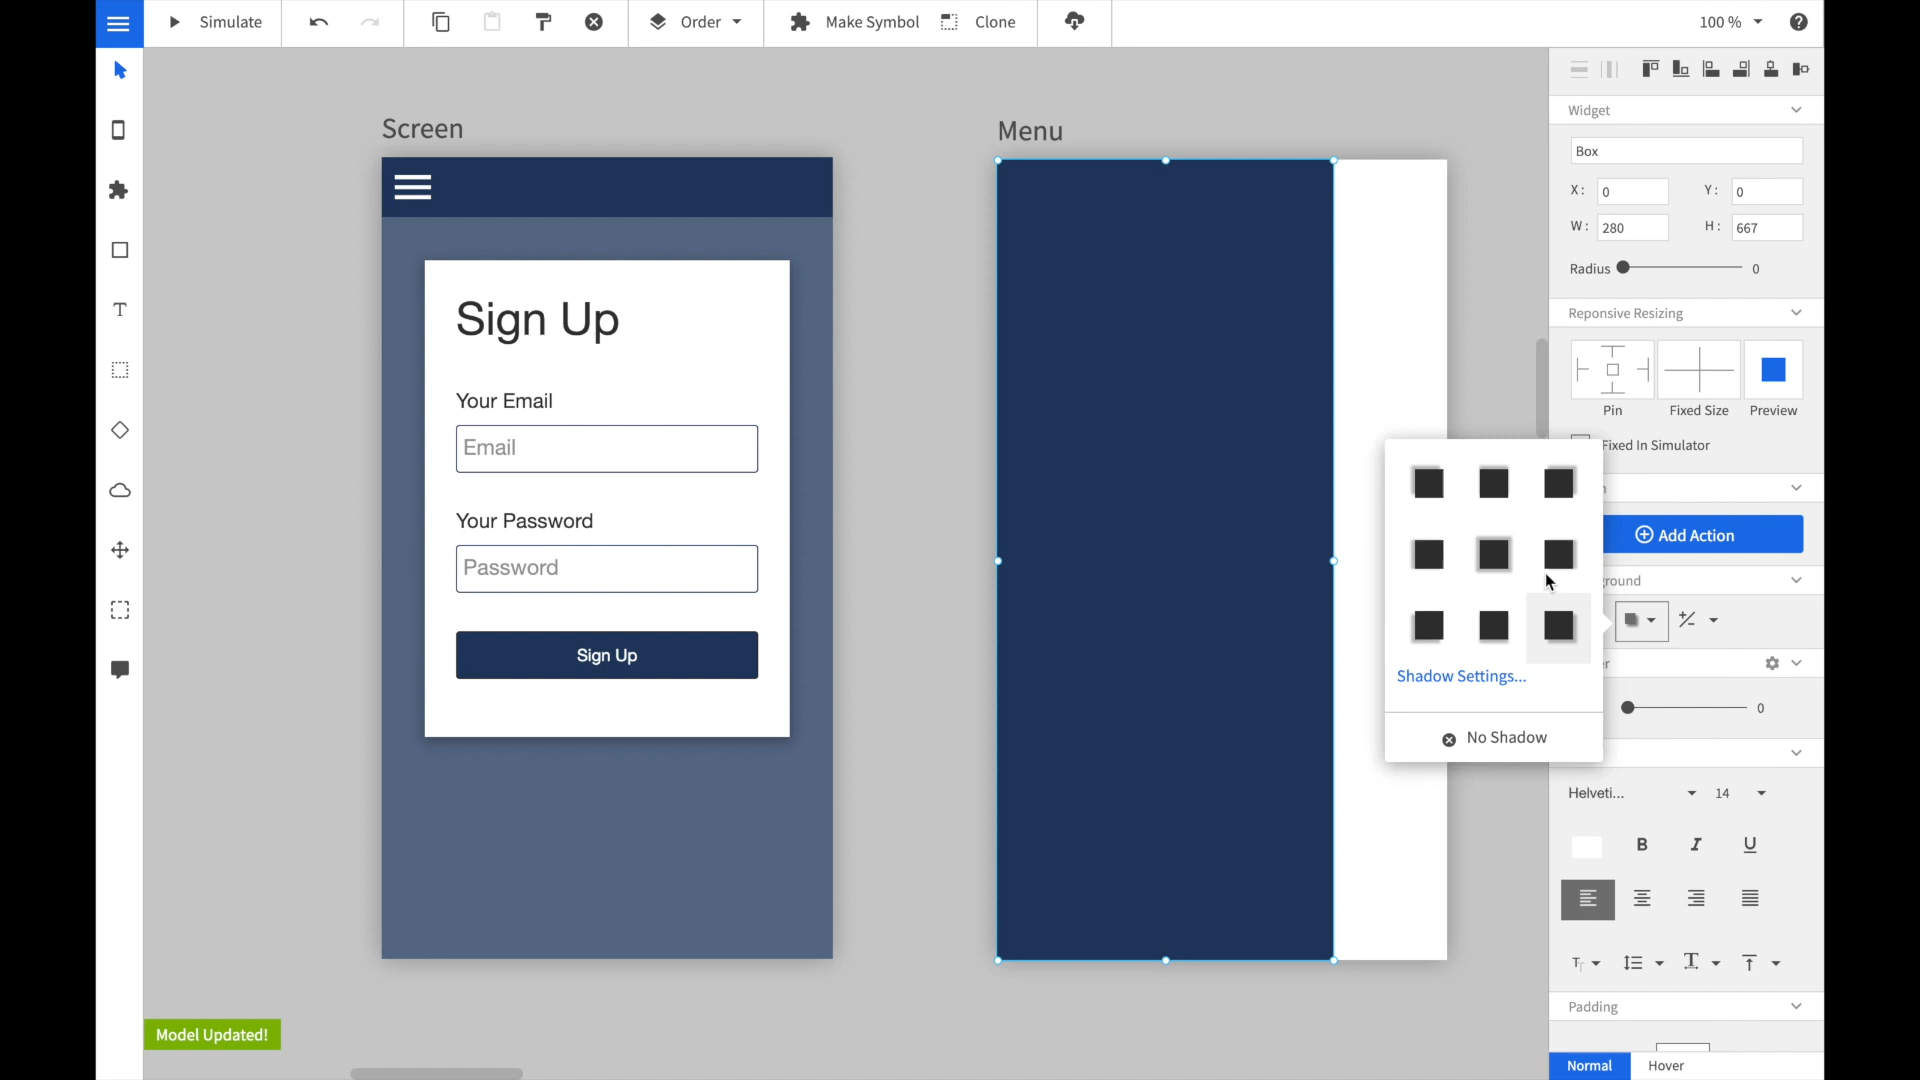 Simulate
Order
Make Symbol
Clone
100 %
Screen
Menu
Sign Up
Your Email
Email
Your Password
Password
Sign Up
Widget
Box
X :
0
Y :
0
W :
280
H :
667
Radius
0
Reponsive Resizing
Pin
Fixed Size
Preview
Fixed In Simulator
Add Action
ground
Shadow Settings...
No Shadow
0
Helveti...
14
B
I
U
Padding
Model Updated!
Normal
Hover